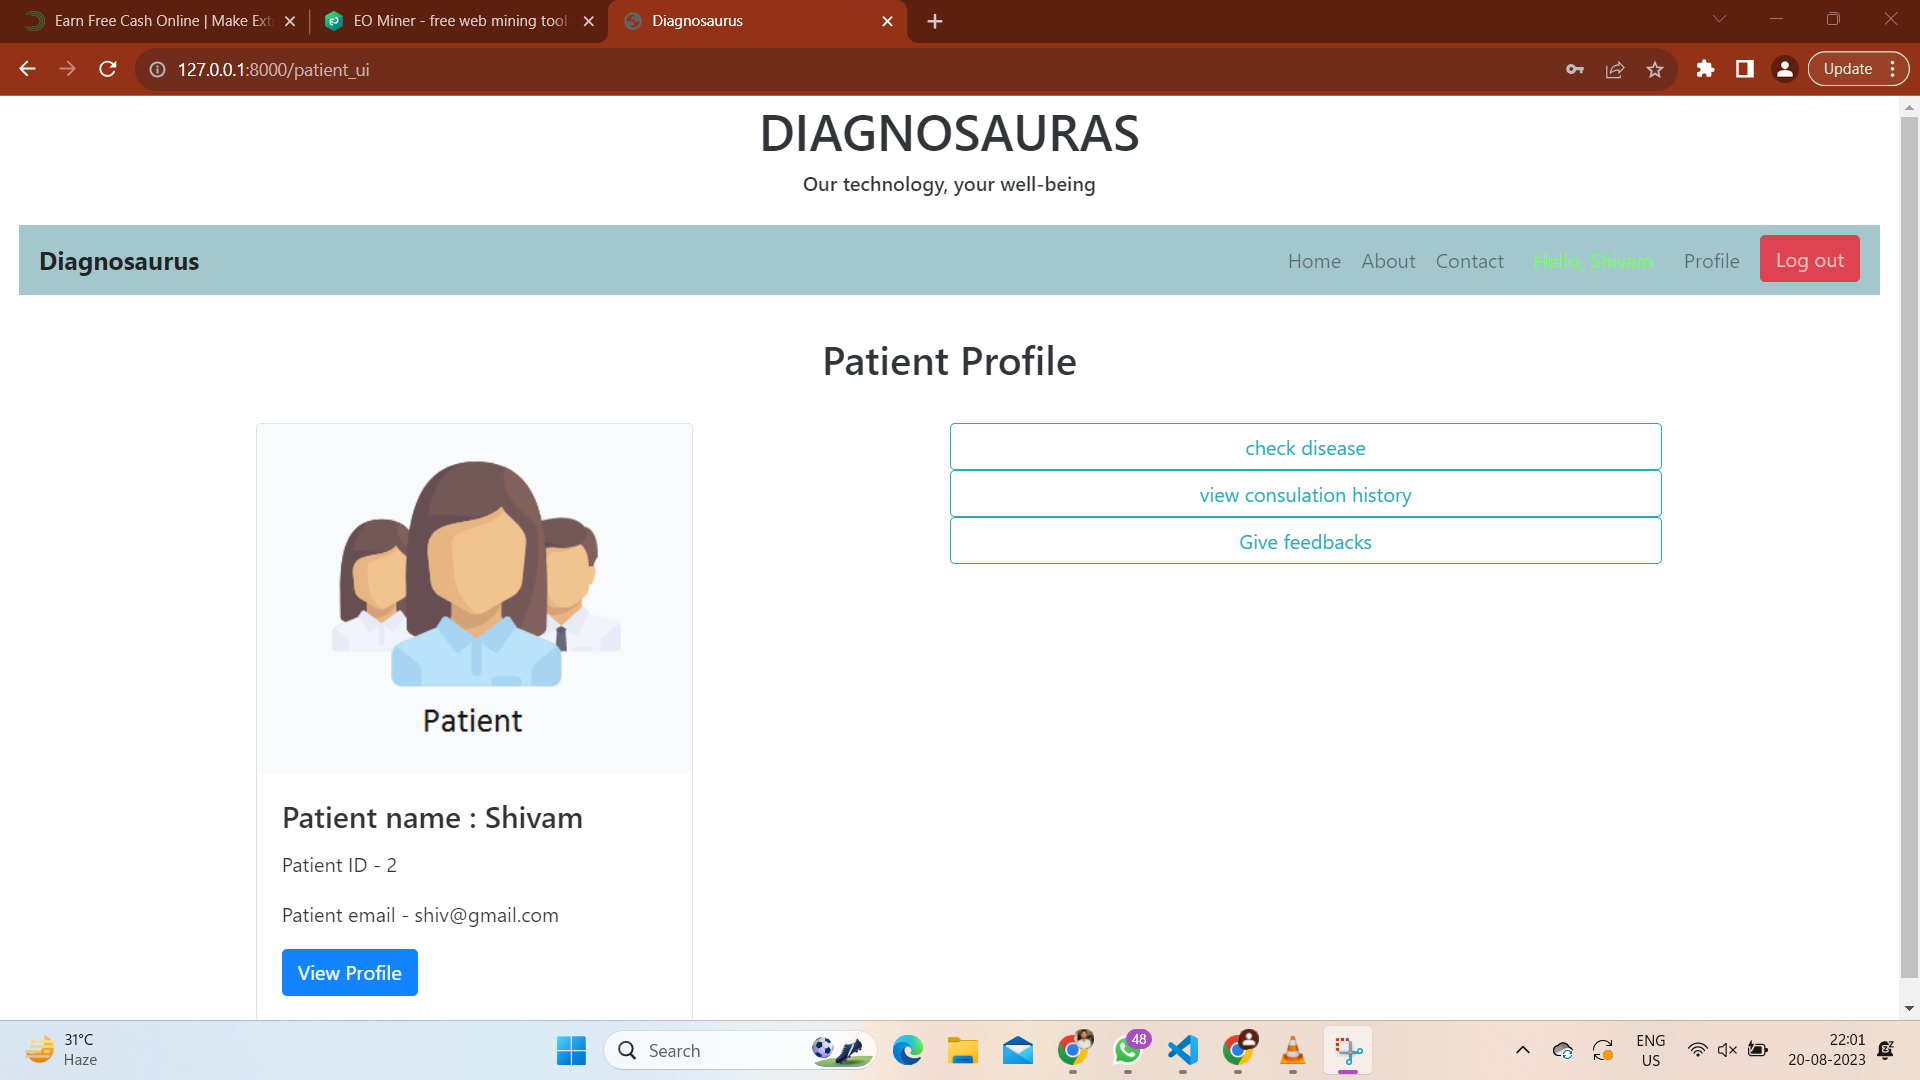 Earn Free Cash Online | Make Ext
EO Miner - free web mining tool
Diagnosaurus
127.0.0.1:8000/patient_ui
Update
DIAGNOSAURAS
Our technology, your well-being
Diagnosaurus
Home
About
Contact
Hello, Shivam
Profile
Log out
Patient Profile
check disease
view consulation history
Give feedbacks
Patient
Patient name : Shivam
Patient ID - 2
Patient email - shiv@gmail.com
View Profile
31°C
Haze
Search
48
ENG
US
22:01
20-08-2023